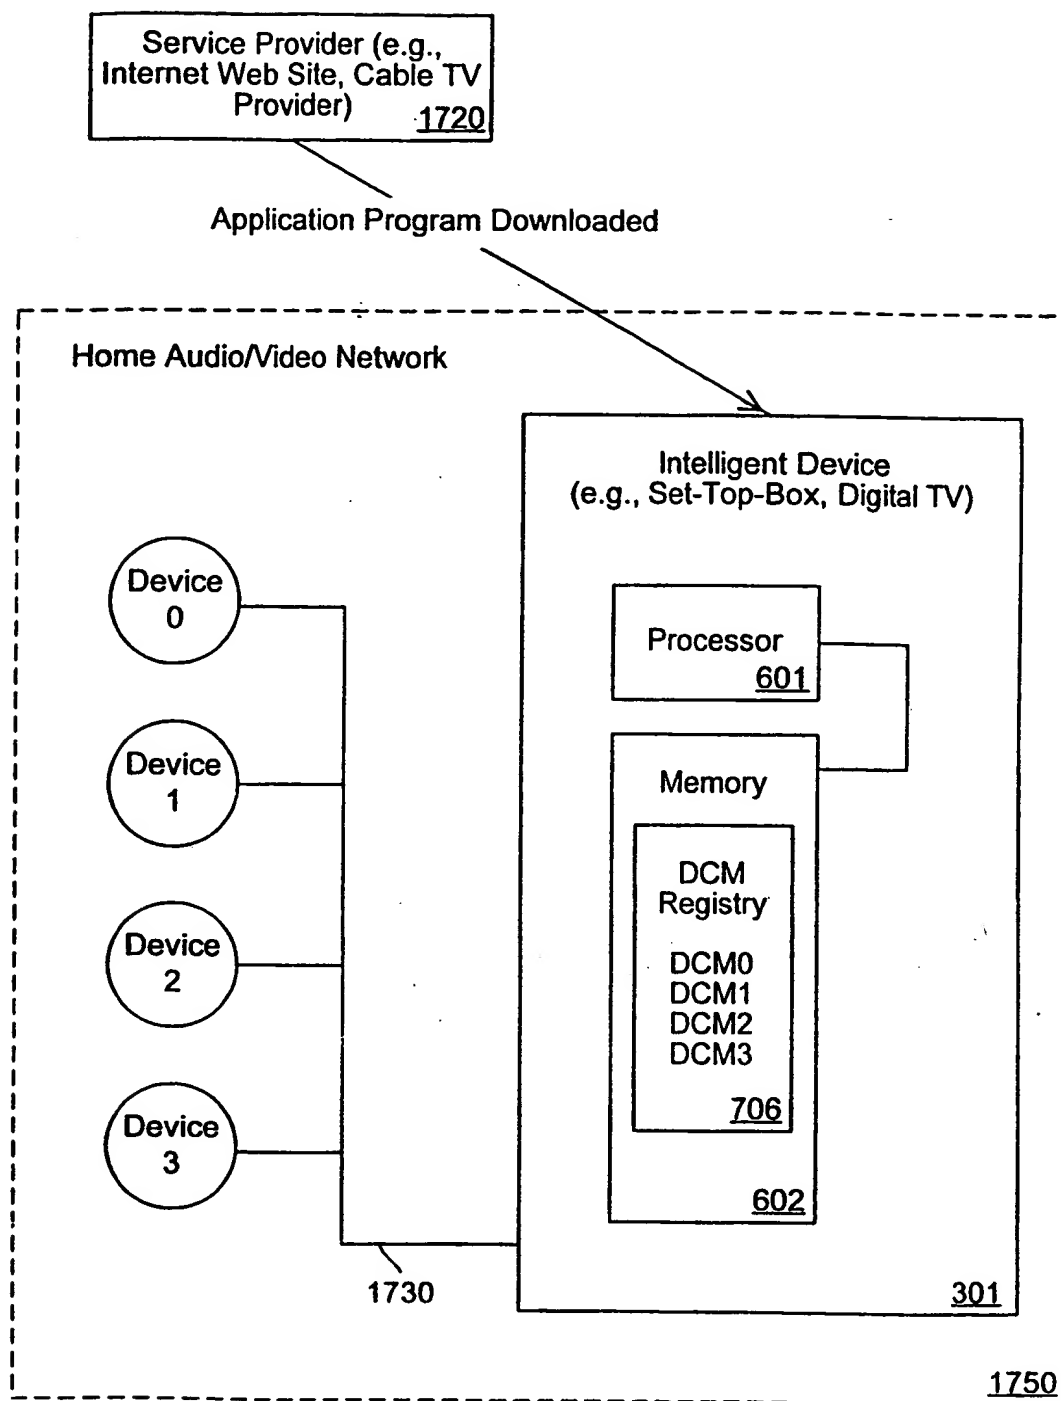 Service Provider (e.g.,
Internet Web Site, Cable TV
Provider)
1720
Application Program Downloaded
Home Audio/Video Network
Intelligent Device
(e.g., Set-Top-Box, Digital TV)
Device
0
Processor
601
Device
1
Memory
DCM
Registry
Device
2
DCM0
DCM1
DCM2
DCM3
706
Device
3
602
1730
301
1750